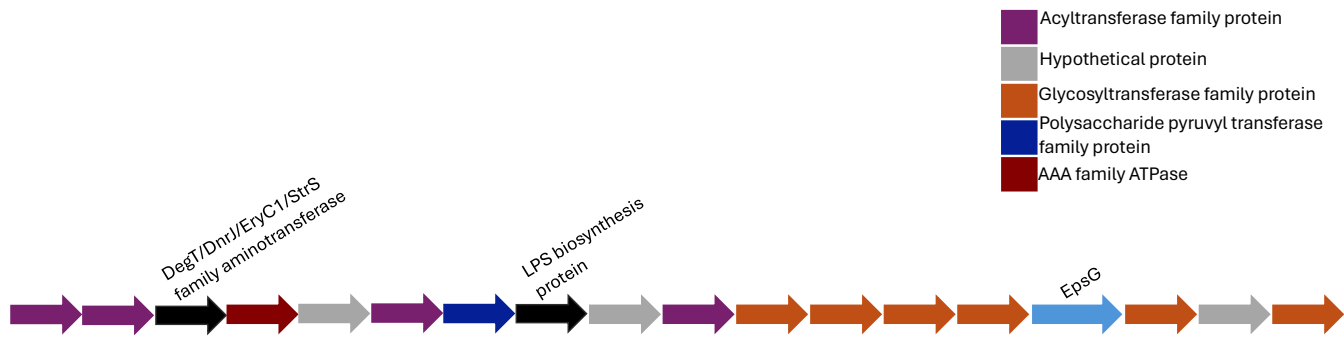 Acyltransferase family protein
Hypothetical protein
Glycosyltransferase family protein
Polysaccharide pyruvyl transferase
family protein
AAA family ATPase
DegT/DnrJ/EryC1/StrS
family aminotransferase
LPS biosynthesis
protein
EpsG